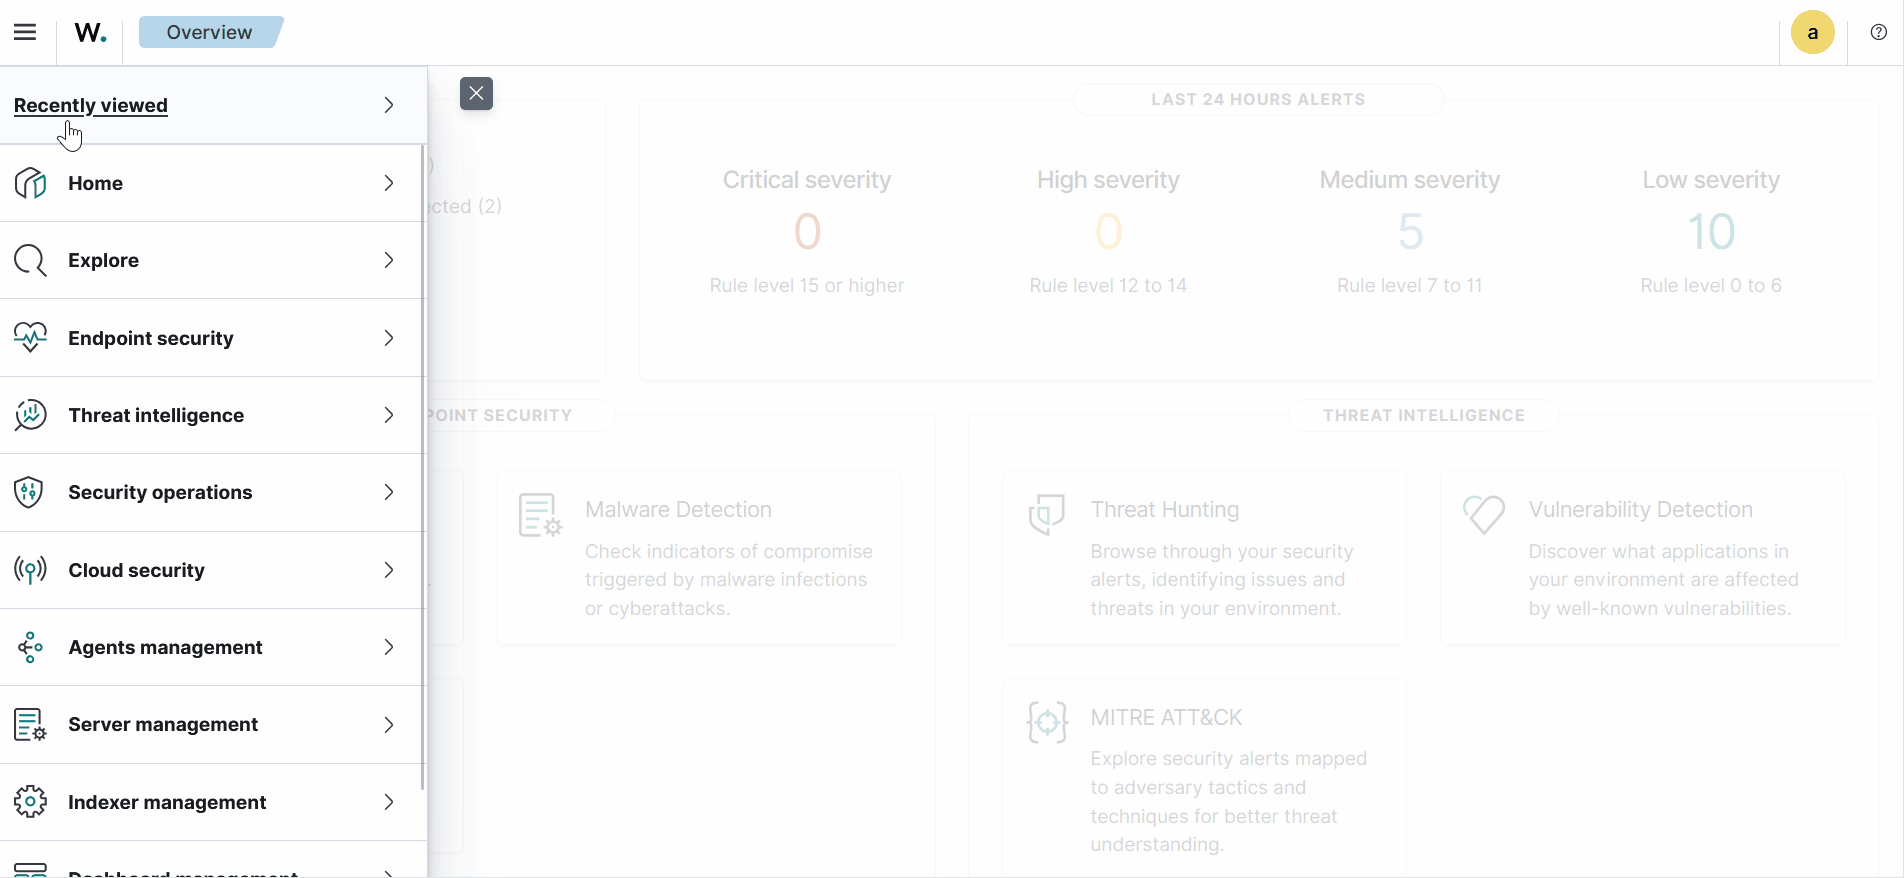 W.
Overview
a
Recently viewed
Home
Explore
Endpoint security
Threat intelligence
Security operations
Cloud security
Agents management
Server management
Indexer management
Dashboard management
ected (2)
LAST 24 HOURS ALERTS
Critical severity
0
Rule level 15 or higher
High severity
0
Rule level 12 to 14
Medium severity
5
Rule level 7 to 11
Low severity
10
Rule level 0 to 6
POINT SECURITY
Malware Detection
Check indicators of compromise
triggered by malware infections
or cyberattacks.
THREAT INTELLIGENCE
Threat Hunting
Browse through your security
alerts, identifying issues and
threats in your environment.
Vulnerability Detection
Discover what applications in
your environment are affected
by well-known vulnerabilities.
MITRE ATT&CK
Explore security alerts mapped
to adversary tactics and
techniques for better threat
understanding.